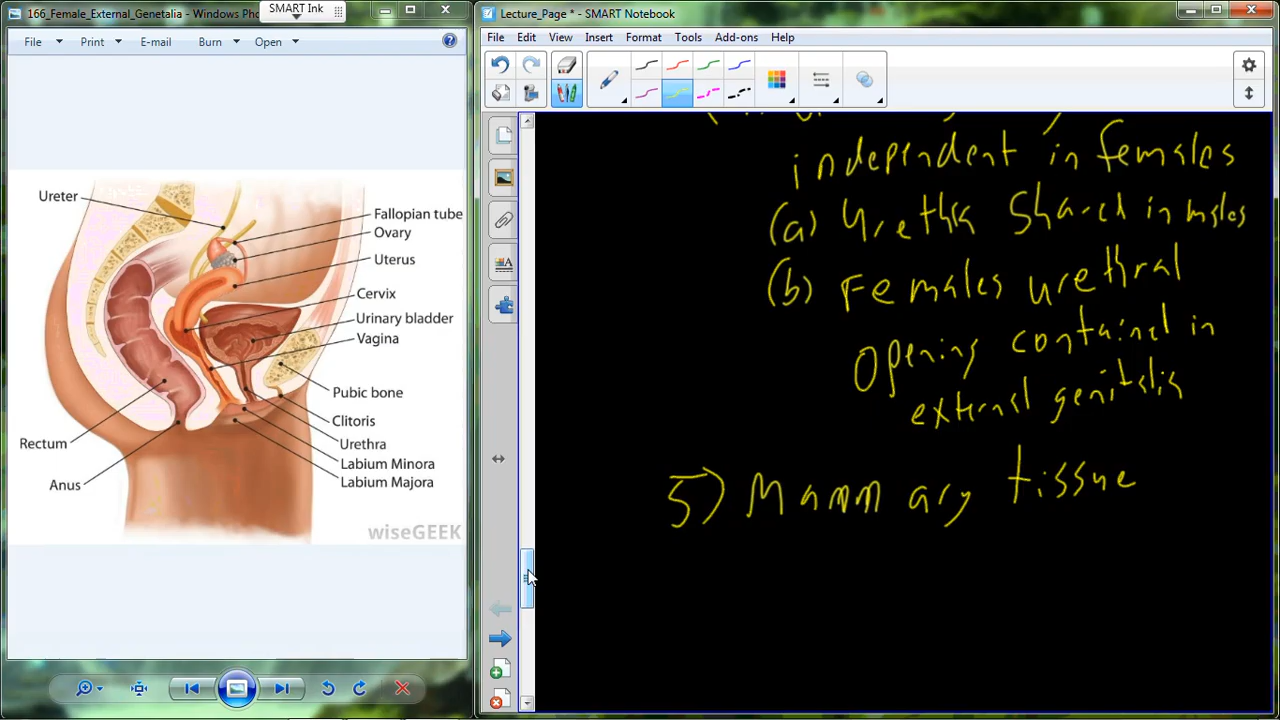 166_Female_External_Genetalia - Windows Pho
SMART Ink
File Print E-mail Burn Open
Ureter
Fallopian tube
Ovary
Uterus
Cervix
Urinary bladder
Vagina
Pubic bone
Clitoris
Urethra
Labium Minora
Labium Majora
Rectum
Anus
wiseGEEK
Lecture_Page * - SMART Notebook
File Edit View Insert Format Tools Add-ons Help
independent in females
(a) Urethra Shared in males
(b) Females urethral
Opening contained in
external genitalia
5) Mammary tissue